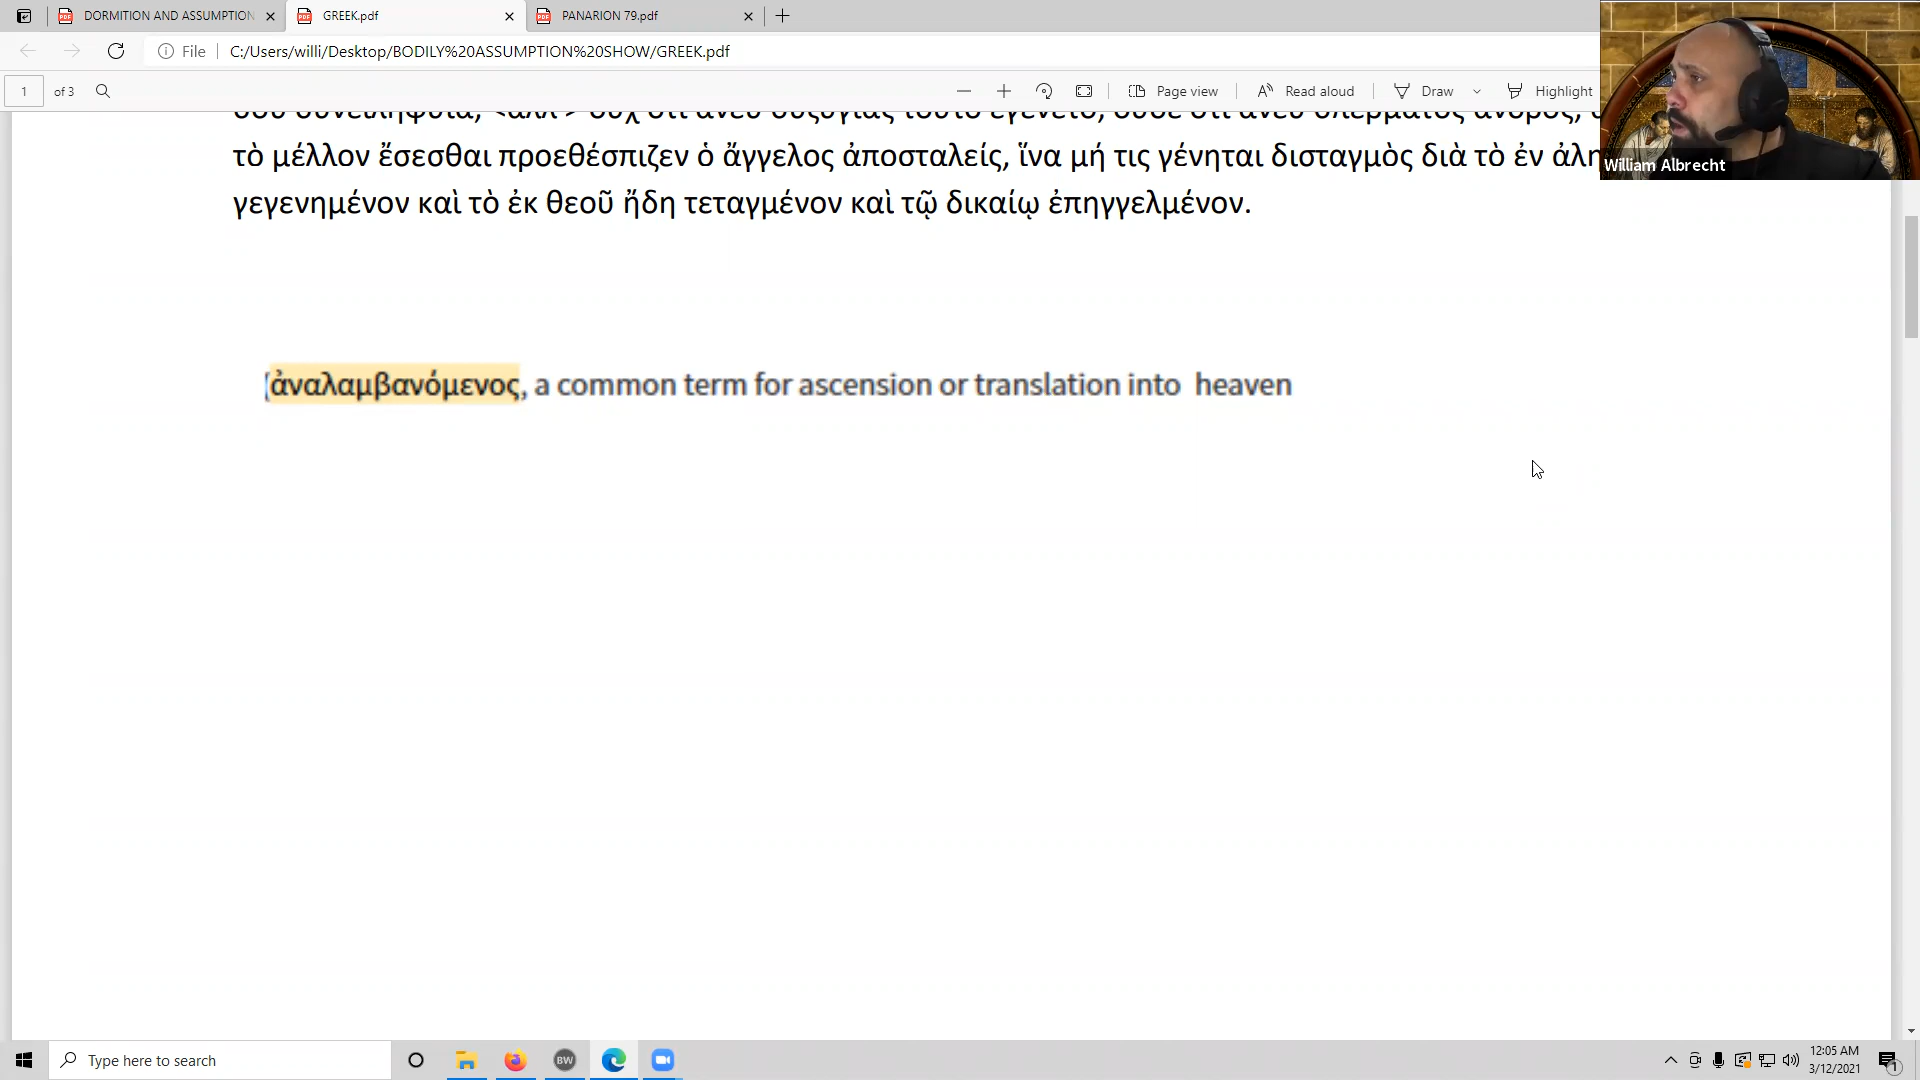 DORMITION AND ASSUMPTION
GREEK.pdf
PANARION 79.pdf
File
C:/Users/willi/Desktop/BODILY%20ASSUMPTION%20SHOW/GREEK.pdf
1 of 3
Page view
Read aloud
Draw
Highlight
William Albrecht
τὸ μέλλον ἔσεσθαι προεθέσπιζεν ὁ ἄγγελος ἀποσταλείς, ἵνα μή τις γένηται δισταγμὸς διὰ τὸ ἐν
γεγενημένον καὶ τὸ ἐκ θεοῦ ἤδη τεταγμένον καὶ τῷ δικαίῳ ἐπηγγελμένον.
ἀναλαμβανόμενος, a common term for ascension or translation into heaven
Type here to search
BW
12:05 AM
3/12/2021
1